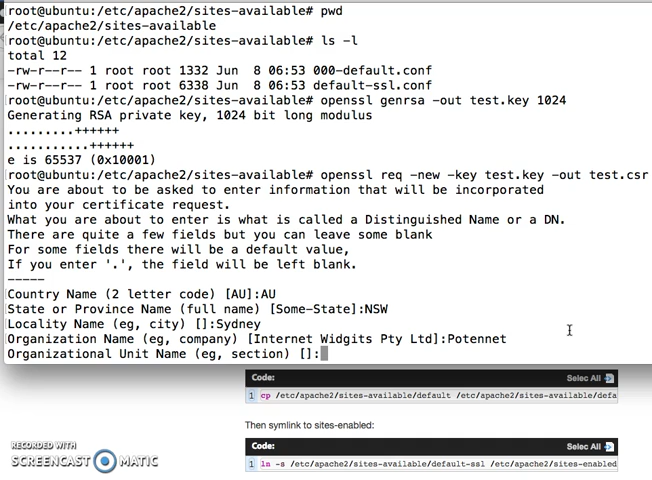 root@ubuntu:/etc/apache2/sites-available# pwd
/etc/apache2/sites-available
root@ubuntu:/etc/apache2/sites-available# ls -l
total 12
-rw-r--r-- 1 root root 1332 Jun  8 06:53 000-default.conf
-rw-r--r-- 1 root root 6338 Jun  8 06:53 default-ssl.conf
root@ubuntu:/etc/apache2/sites-available# openssl genrsa -out test.key 1024
Generating RSA private key, 1024 bit long modulus
.........++++++
...........++++++
e is 65537 (0x10001)
root@ubuntu:/etc/apache2/sites-available# openssl req -new -key test.key -out test.csr
You are about to be asked to enter information that will be incorporated
into your certificate request.
What you are about to enter is what is called a Distinguished Name or a DN.
There are quite a few fields but you can leave some blank
For some fields there will be a default value,
If you enter '.', the field will be left blank.
-----
Country Name (2 letter code) [AU]:AU
State or Province Name (full name) [Some-State]:NSW
Locality Name (eg, city) []:Sydney
Organization Name (eg, company) [Internet Widgits Pty Ltd]:Potennet
Organizational Unit Name (eg, section) []:
Code: Selec All
1 cp /etc/apache2/sites-available/default /etc/apache2/sites-available/defa
Then symlink to sites-enabled:
Code: Selec All
1 ln -s /etc/apache2/sites-available/default-ssl /etc/apache2/sites-enabled
RECORDED WITH
SCREENCAST MATIC